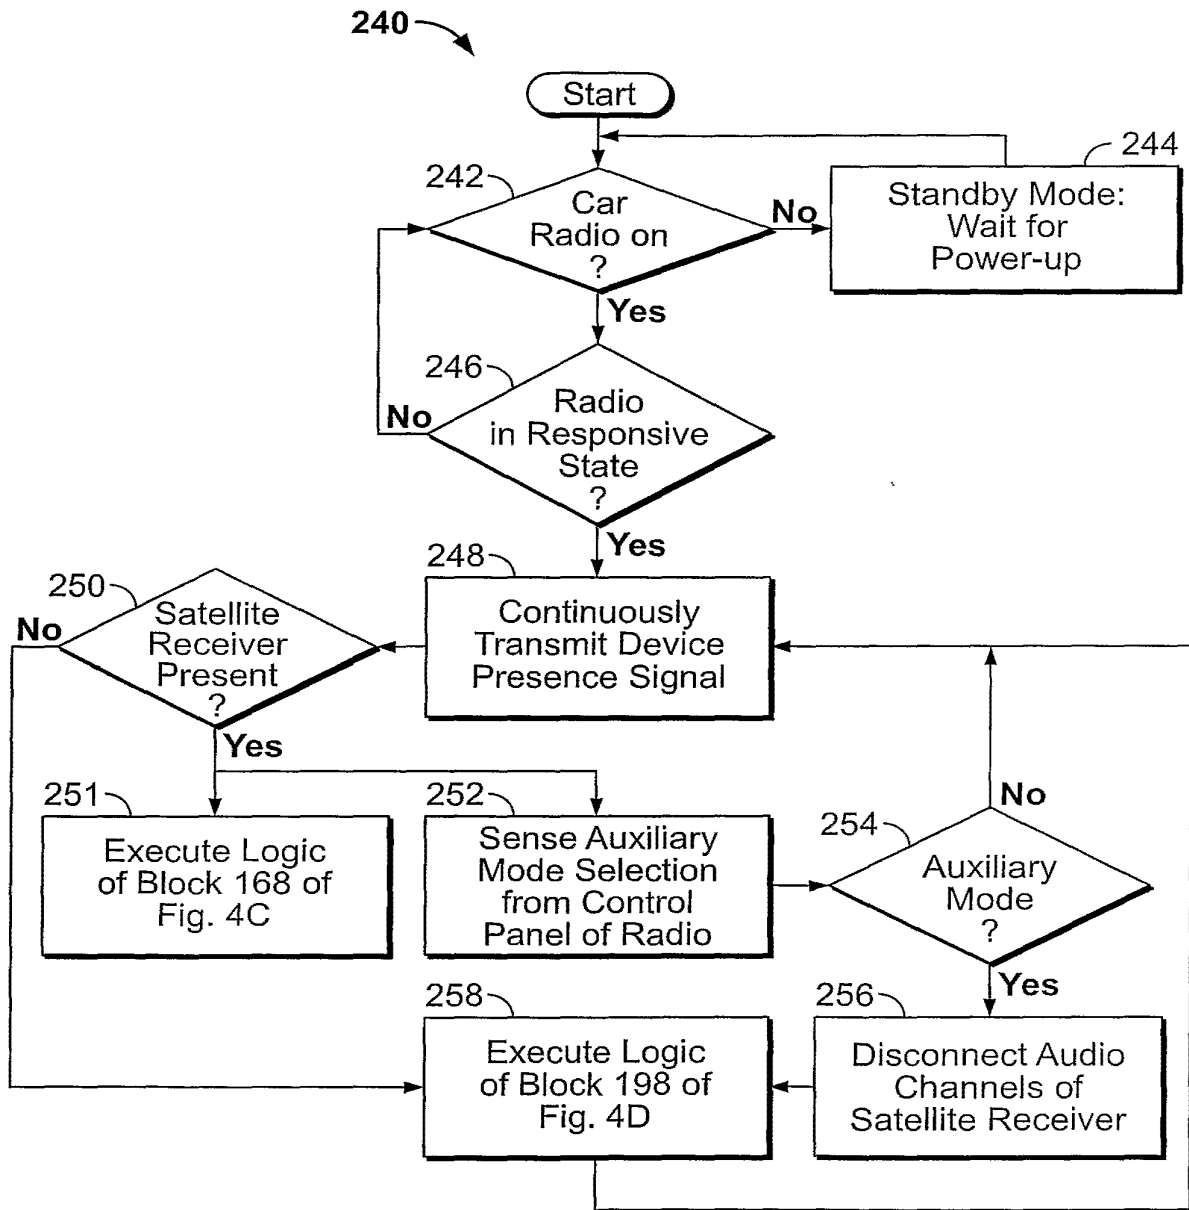 240
Start
242
Car
Radio on
?
No
244
Standby Mode:
Wait for
Power-up
Yes
246
No
Radio
in Responsive
State
?
Yes
248
Continuously
Transmit Device
Presence Signal
250
No
Satellite
Receiver
Present
?
Yes
251
Execute Logic
of Block 168 of
Fig. 4C
252
Sense Auxiliary
Mode Selection
from Control
Panel of Radio
254
No
Auxiliary
Mode
?
Yes
256
Disconnect Audio
Channels of
Satellite Receiver
258
Execute Logic
of Block 198 of
Fig. 4D